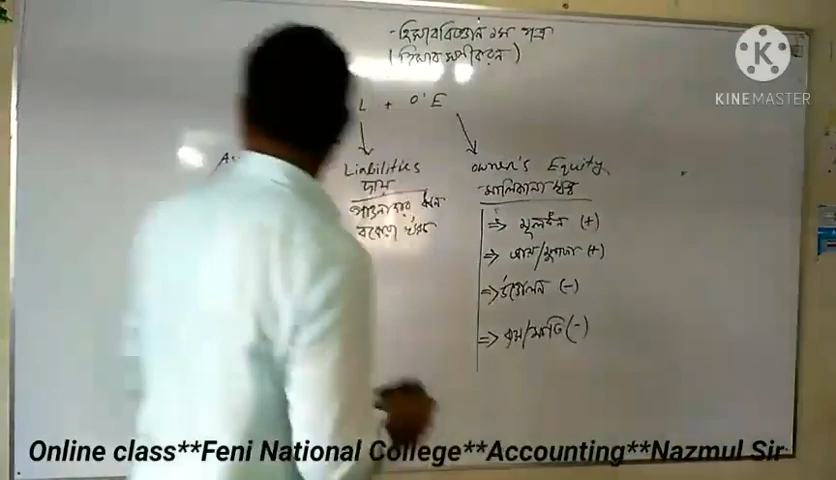 হিসাববিজ্ঞান ১ম পত্র
(হিসাব সমীকরণ)
KINEMASTER
L + O'E
Liabilities owner's Equity
দায় মালিকানা স্বত্ব
পাওনাদার
বকেয়া খরচ
⇒ মূলধন (+)
⇒ আয়/মুনাফা (+)
⇒ উত্তোলন (-)
⇒ ব্যয়/ক্ষতি (-)
Online class**Feni National College**Accounting**Nazmul Sir